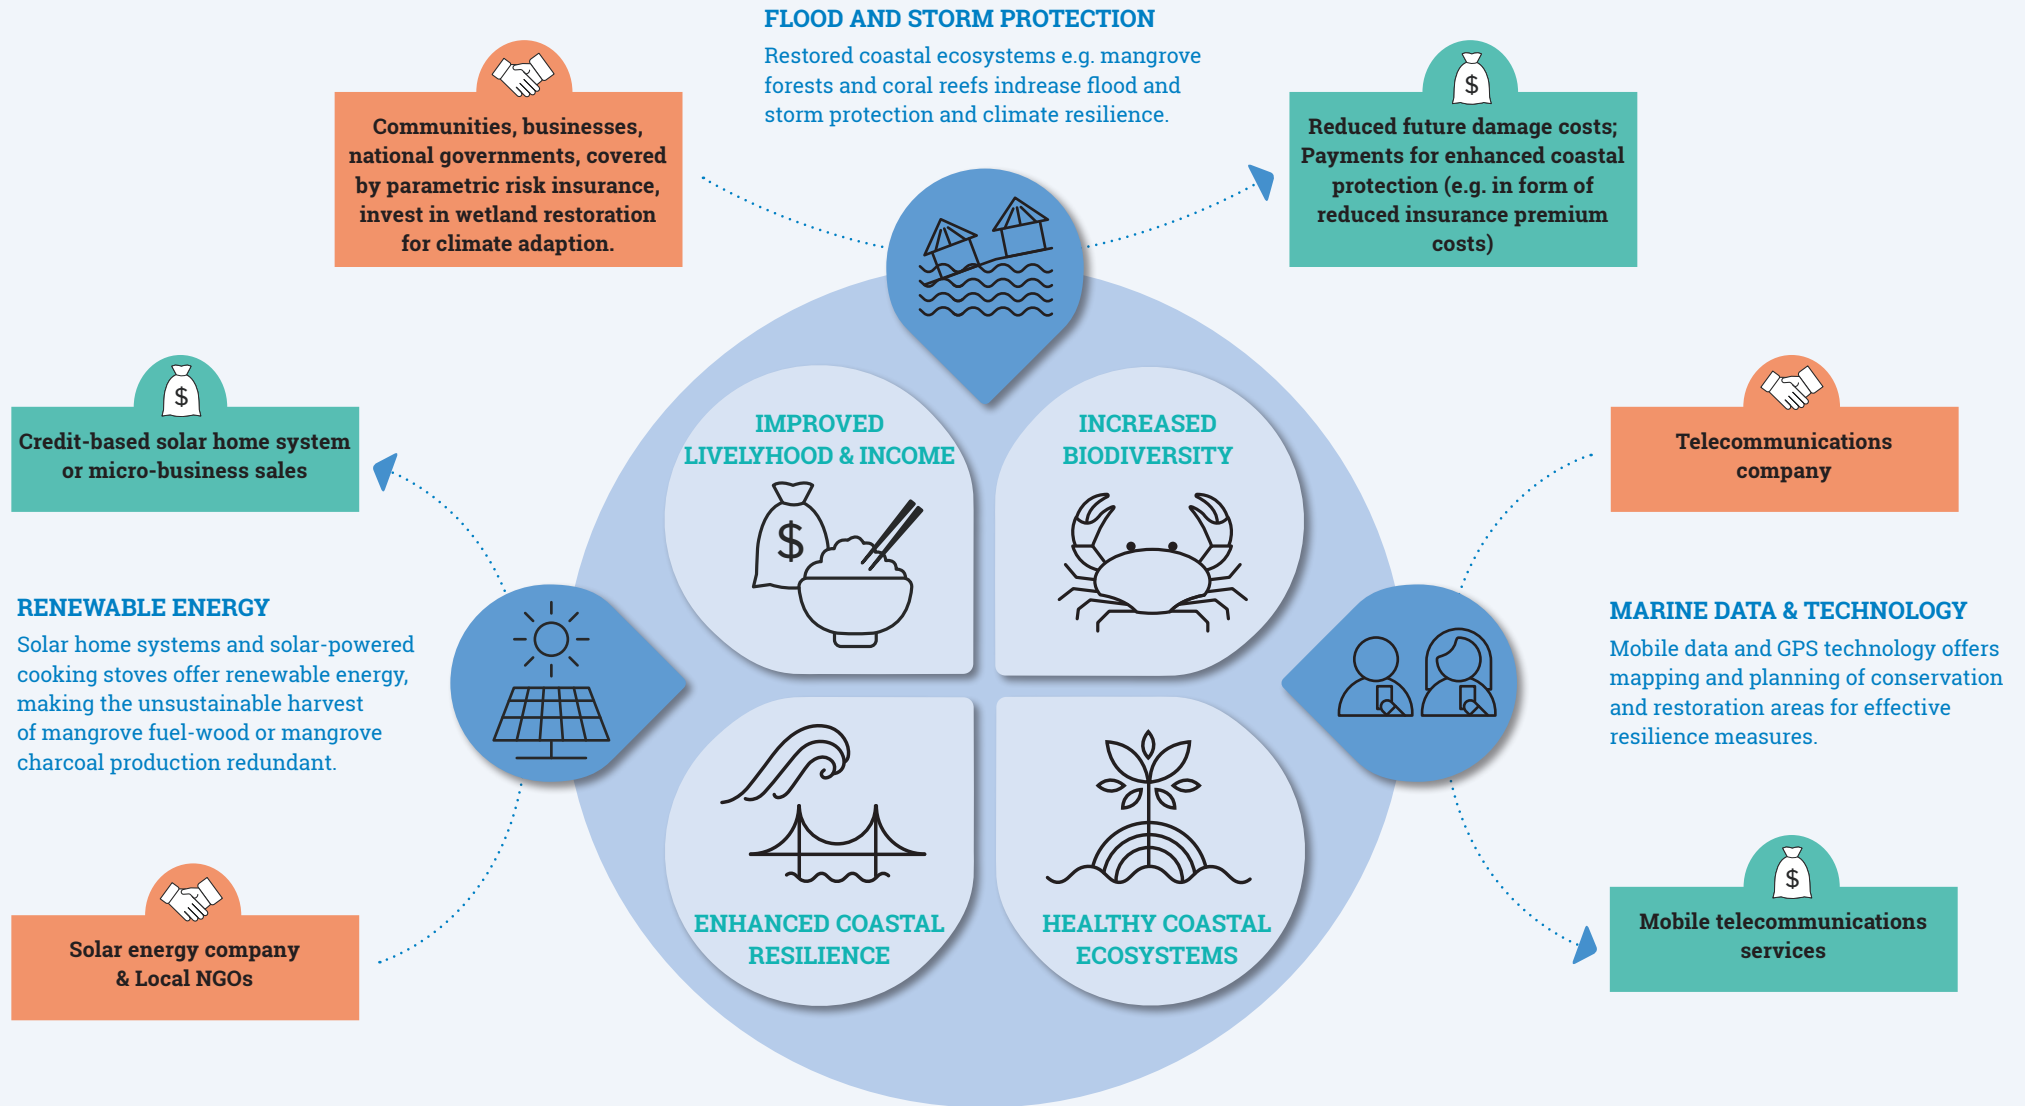 FLOOD AND STORM PROTECTION
Restored coastal ecosystems e.g. mangrove
forests and coral reefs indrease flood and
storm protection and climate resilience.
Communities, businesses,
national governments, covered
by parametric risk insurance,
invest in wetland restoration
for climate adaption.
$
Reduced future damage costs;
Payments for enhanced coastal
protection (e.g. in form of
reduced insurance premium
costs)
$
Credit-based solar home system
or micro-business sales
RENEWABLE ENERGY
Solar home systems and solar-powered
cooking stoves offer renewable energy,
making the unsustainable harvest
of mangrove fuel-wood or mangrove
charcoal production redundant.
Solar energy company
& Local NGOs
IMPROVED
LIVELYHOOD & INCOME
$
INCREASED
BIODIVERSITY
ENHANCED COASTAL
RESILIENCE
HEALTHY COASTAL
ECOSYSTEMS
Telecommunications
company
MARINE DATA & TECHNOLOGY
Mobile data and GPS technology offers
mapping and planning of conservation
and restoration areas for effective
resilience measures.
$
Mobile telecommunications
services